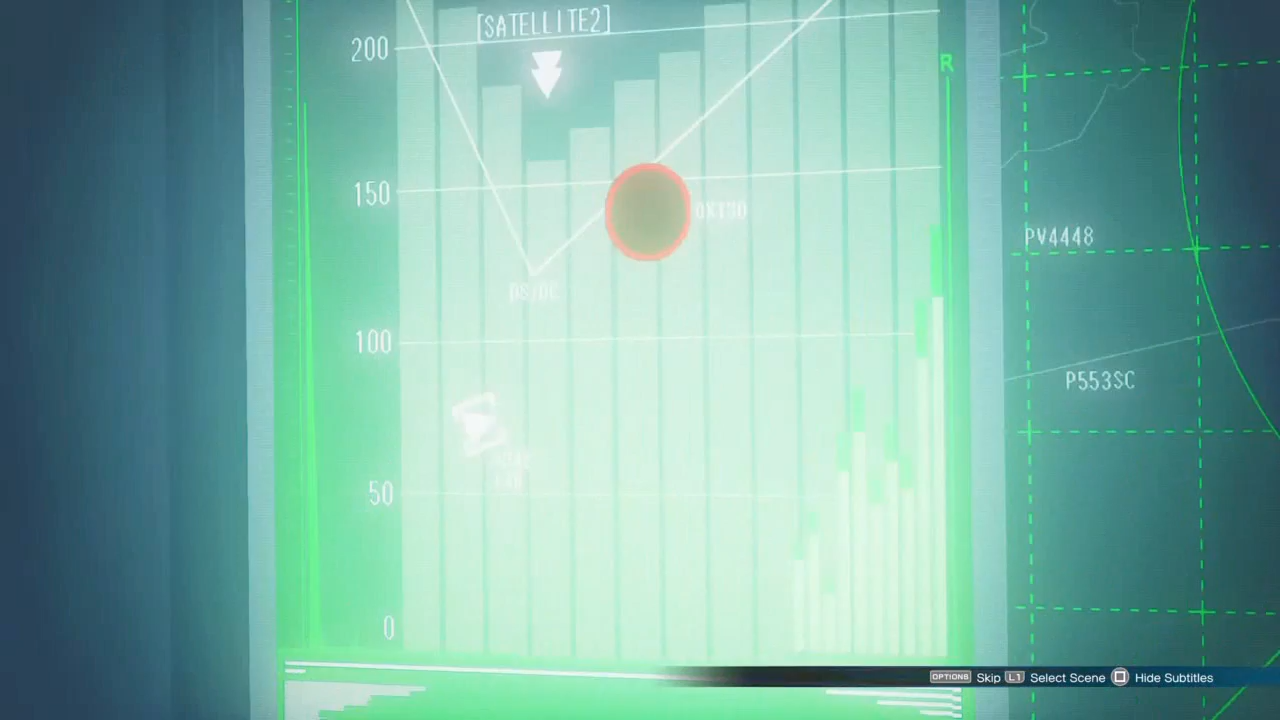 [SATELLITE2]
200
R
150
PV4448
100
P553SC
50
0
OPTIONS Skip L1 Select Scene Hide Subtitles